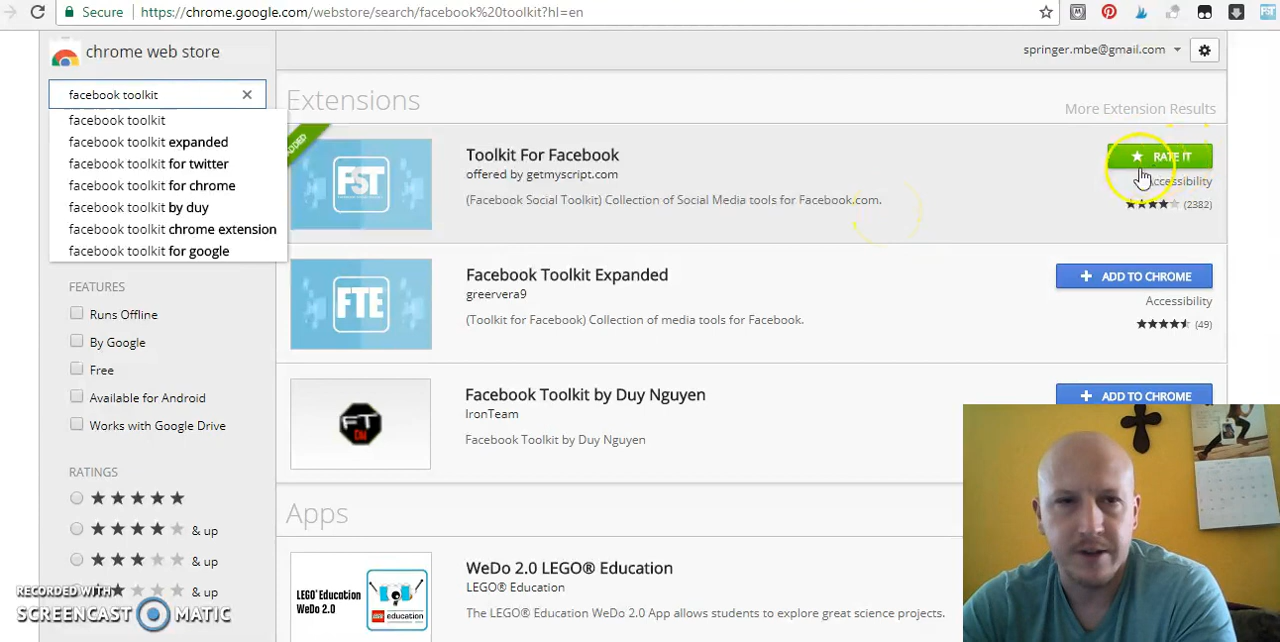 Secure
https://chrome.google.com/webstore/search/facebook%20toolkit?hl=en
FST
chrome web store
springer.mbe@gmail.com
facebook toolkit
facebook toolkit
facebook toolkit expanded
facebook toolkit for twitter
facebook toolkit for chrome
facebook toolkit by duy
facebook toolkit chrome extension
facebook toolkit for google
FEATURES
Runs Offline
By Google
Free
Available for Android
Works with Google Drive
RATINGS
& up
& up
& up
RECORDED WITH
SCREENCAST MATIC
Extensions
More Extension Results
ADDED
FST
Toolkit For Facebook
offered by getmyscript.com
(Facebook Social Toolkit) Collection of Social Media tools for Facebook.com.
RATE IT
Accessibility
(2382)
FTE
Facebook Toolkit Expanded
greervera9
(Toolkit for Facebook) Collection of media tools for Facebook.
ADD TO CHROME
Accessibility
(49)
FT
Facebook Toolkit by Duy Nguyen
IronTeam
Facebook Toolkit by Duy Nguyen
ADD TO CHROME
Apps
LEGO® Education
WeDo 2.0
LEGO education
WeDo 2.0 LEGO® Education
LEGO® Education
The LEGO® Education WeDo 2.0 App allows students to explore great science projects.